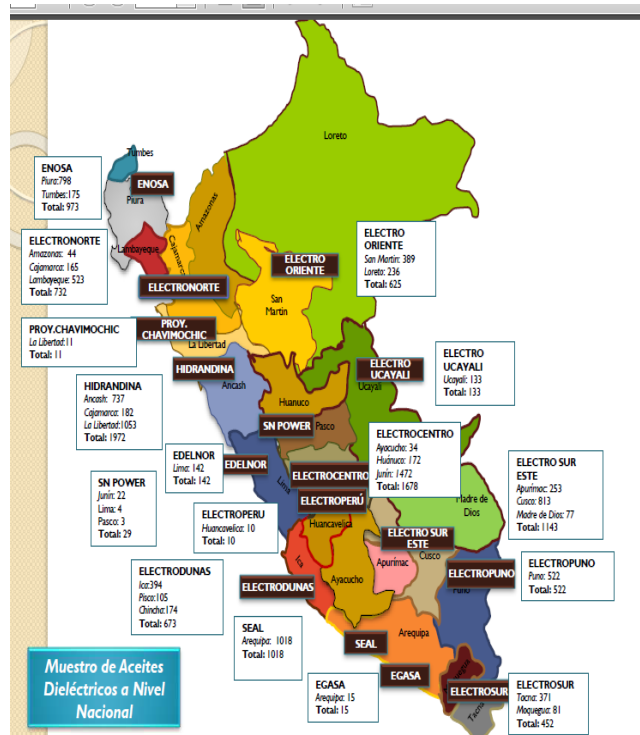 Tumbes
Loreto
ENOSA
Piura:798
Tumbes:175
Total: 973
ENOSA
Piura
Amazonas
ELECTRONORTE
Amazonas: 44
Cajamarca: 165
Lambayeque: 523
Total: 732
Lambayeque
Cajamarca
ELECTRO
ORIENTE
ELECTRO
ORIENTE
San Martín: 389
Loreto: 236
Total: 625
ELECTRONORTE
San
Martín
PROY.CHAVIMOCHIC
La Libertad:11
Total: 11
PROY.
CHAVIMOCHIC
La Libertad
HIDRANDINA
ELECTRO
UCAYALI
Ucayali
ELECTRO
UCAYALI
Ucayali: 133
Total: 133
HIDRANDINA
Ancash: 737
Cajamarca: 182
La Libertad:1053
Total: 1972
Ancash
Huanuco
SN POWER
Pasco
ELECTROCENTRO
Ayacucho: 34
Huánuco: 172
Junín: 1472
Total: 1678
EDELNOR
Lima: 142
Total: 142
EDELNOR
Lima
ELECTROCENTRO
ELECTROPERÚ
Huancavelica
ELECTRO SUR
ESTE
Apurímac: 253
Cusco: 813
Madre de Dios: 77
Total: 1143
Madre de
Dios
SN POWER
Junín: 22
Lima: 4
Pasco: 3
Total: 29
ELECTROPERU
Huancavelica: 10
Total: 10
ELECTRO SUR
ESTE
Cusco
Apurímac
ELECTROPUNO
Puno
ELECTROPUNO
Puno: 522
Total: 522
ELECTRODUNAS
Ica:394
Pisco:105
Chincha:174
Total: 673
Ica
ELECTRODUNAS
Ayacucho
SEAL
Arequipa: 1018
Total: 1018
SEAL
Arequipa
EGASA
EGASA
Arequipa: 15
Total: 15
ELECTROSUR
Tacna
ELECTROSUR
Tacna: 371
Moquegua: 81
Total: 452
Muestro de Aceites
Dieléctricos a Nivel
Nacional